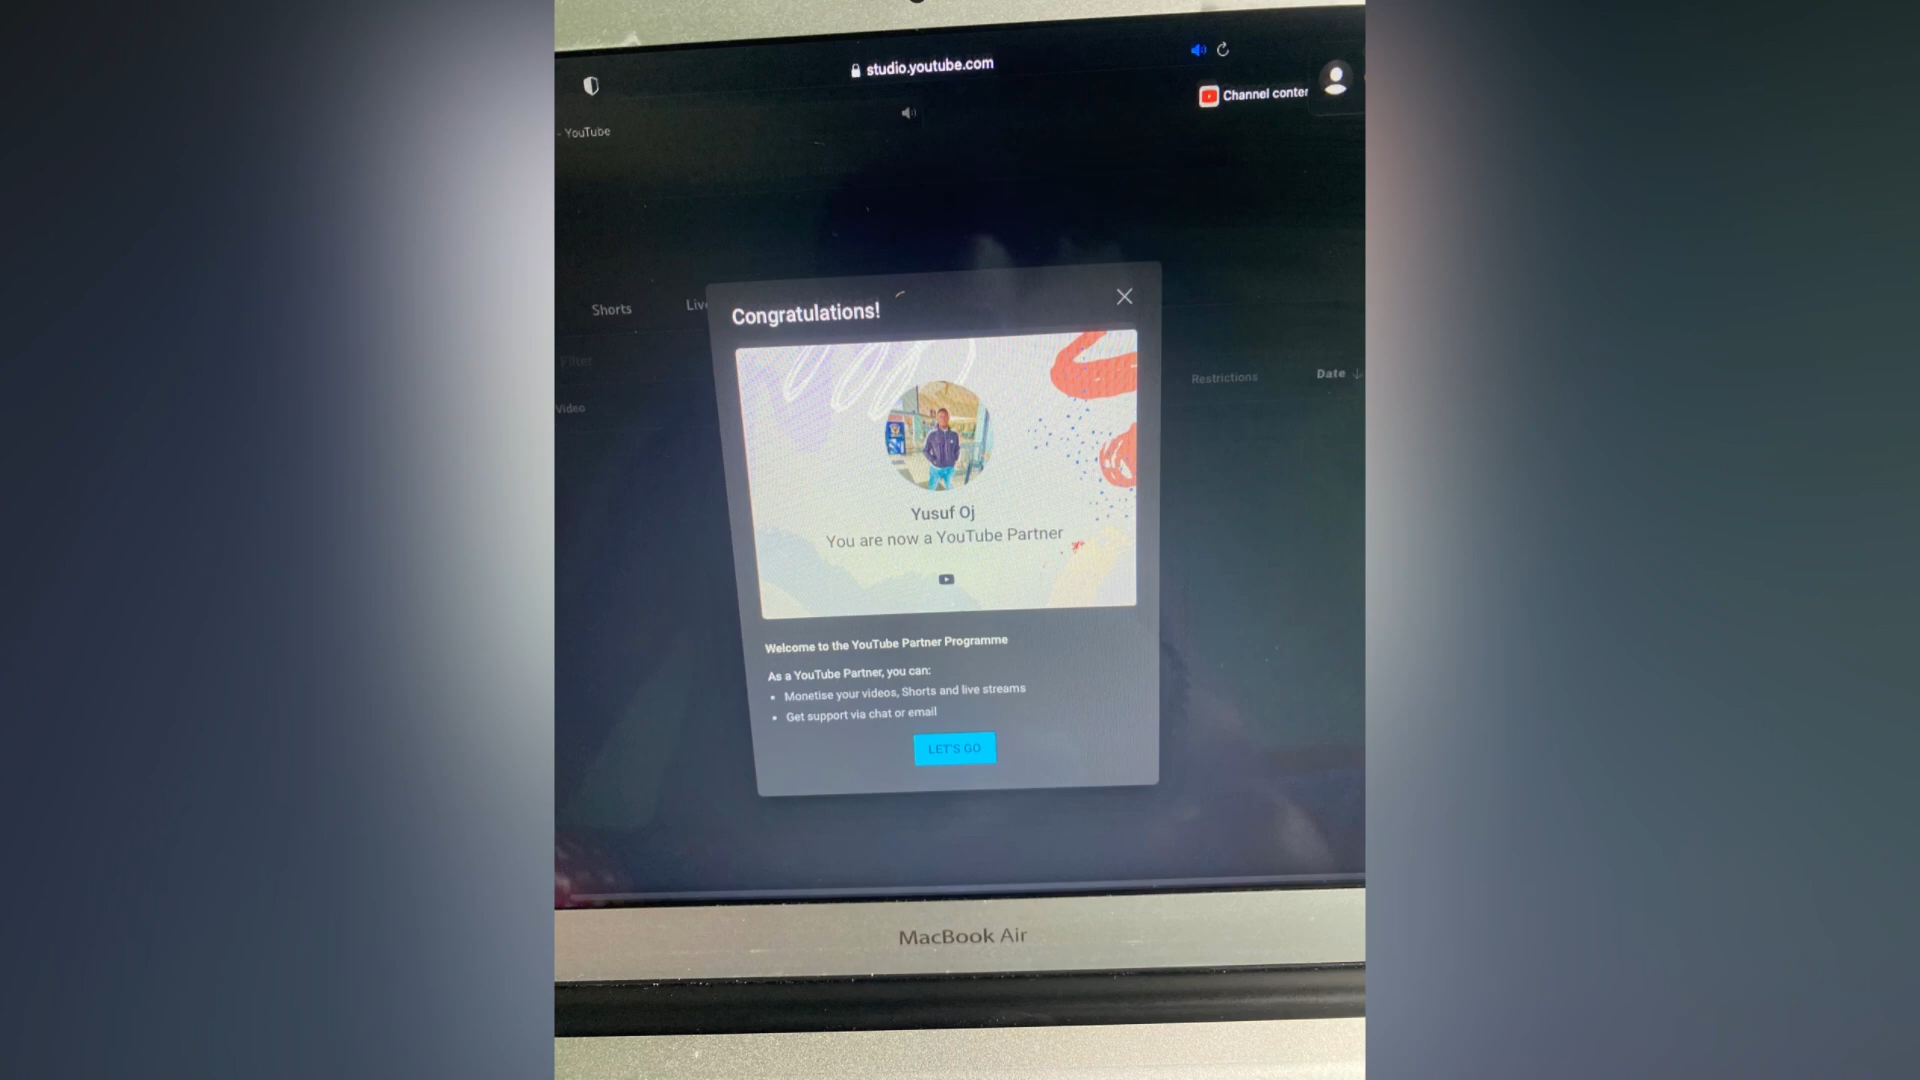 studio.youtube.com
Channel conter
- YouTube
Shorts
Liv
Filter
Video
Restrictions
Date
Congratulations!
Yusuf Oj
You are now a YouTube Partner
Welcome to the YouTube Partner Programme
As a YouTube Partner, you can:
• Monetise your videos, Shorts and live streams
• Get support via chat or email
LET'S GO
MacBook Air